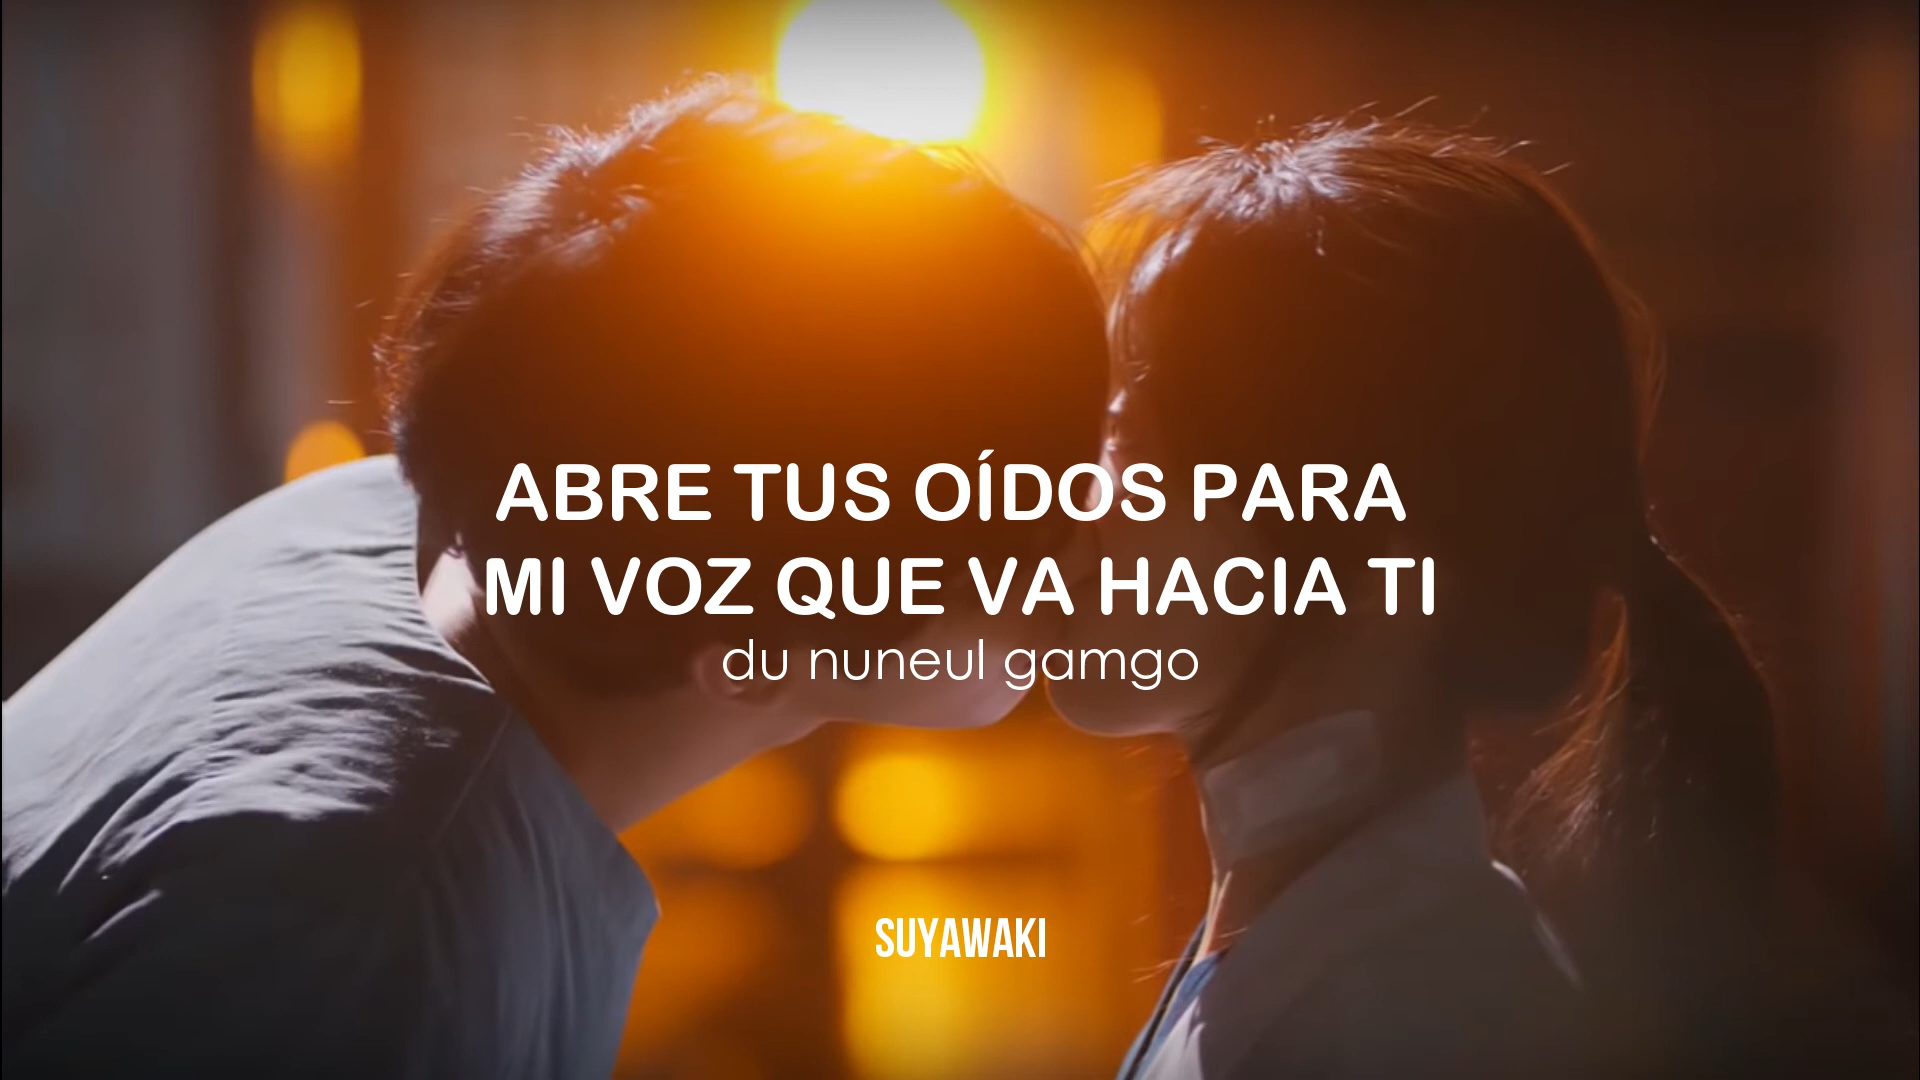 ABRE TUS OÍDOS PARA
MI VOZ QUE VA HACIA TI
du nuneul gamgo
SUYAWAKI